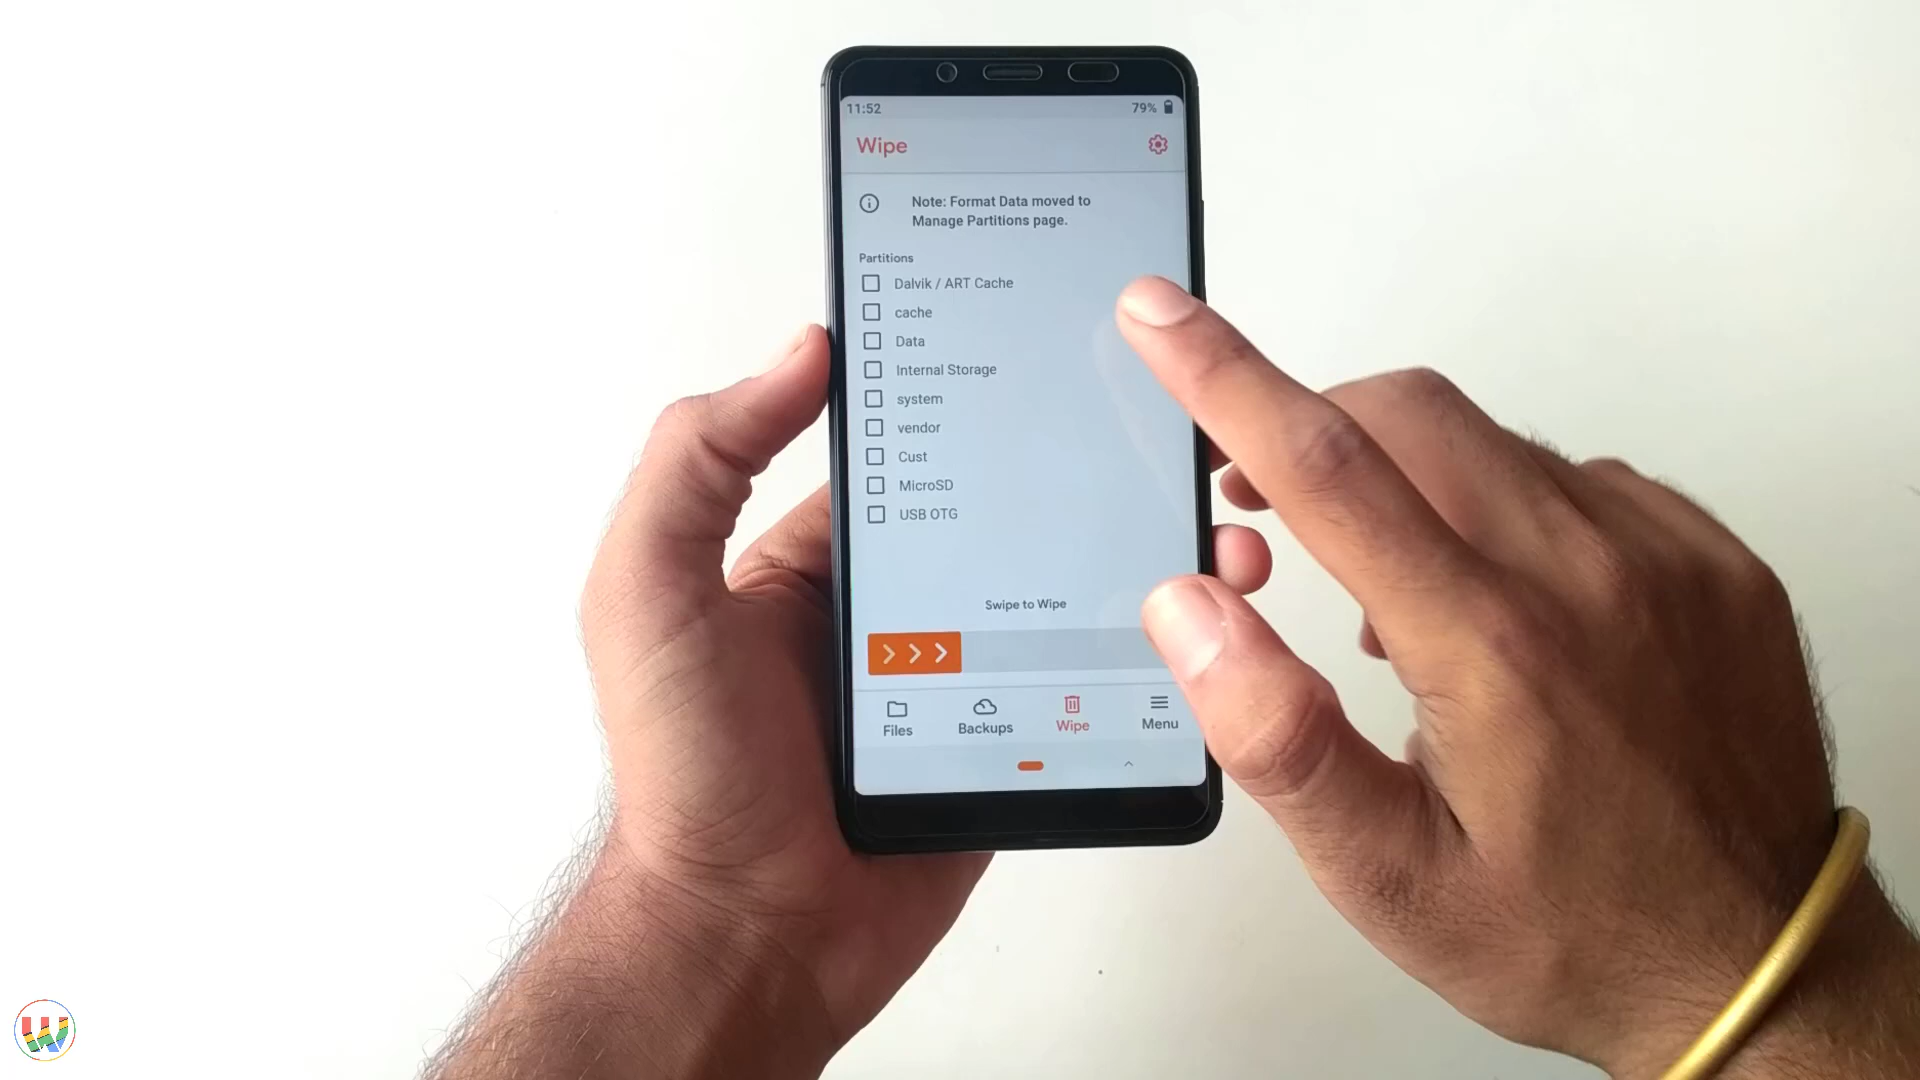 11:52
79%
Wipe
Note: Format Data moved to
Manage Partitions page.
Partitions
Dalvik / ART Cache
cache
Data
Internal Storage
system
vendor
Cust
MicroSD
USB OTG
Swipe to Wipe
Files
Backups
Wipe
Menu
W